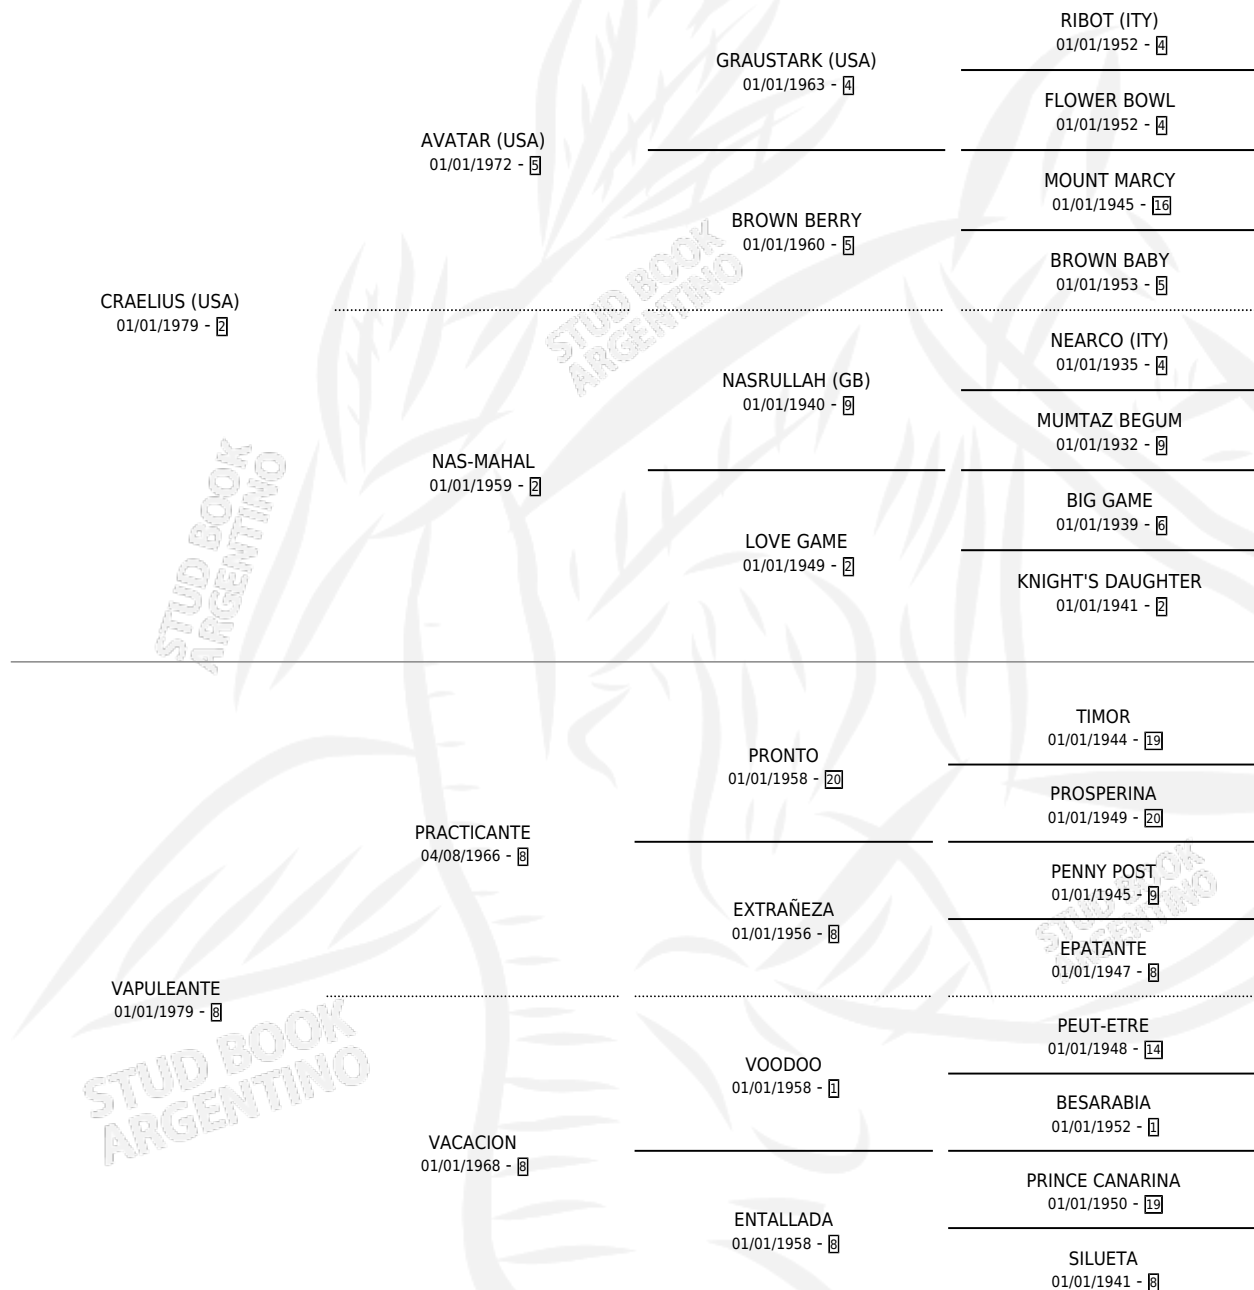 RIBOT (ITY)
01/01/1952 - 4
GRAUSTARK (USA)
01/01/1963 - 4
FLOWER BOWL
01/01/1952 - 4
AVATAR (USA)
01/01/1972 - 5
MOUNT MARCY
01/01/1945 - 16
BROWN BERRY
01/01/1960 - 5
BROWN BABY
01/01/1953 - 5
CRAELIUS (USA)
01/01/1979 - 2
NEARCO (ITY)
01/01/1935 - 4
NASRULLAH (GB)
01/01/1940 - 9
MUMTAZ BEGUM
01/01/1932 - 9
NAS-MAHAL
01/01/1959 - 2
BIG GAME
01/01/1939 - 6
LOVE GAME
01/01/1949 - 2
KNIGHT'S DAUGHTER
01/01/1941 - 2
TIMOR
01/01/1944 - 19
PRONTO
01/01/1958 - 20
PROSPERINA
01/01/1949 - 20
PRACTICANTE
04/08/1966 - 8
PENNY POST
01/01/1945 - 9
EXTRAÑEZA
01/01/1956 - 8
EPATANTE
01/01/1947 - 8
VAPULEANTE
01/01/1979 - 8
PEUT-ETRE
01/01/1948 - 14
VOODOO
01/01/1958 - 1
BESARABIA
01/01/1952 - 1
VACACION
01/01/1968 - 8
PRINCE CANARINA
01/01/1950 - 19
ENTALLADA
01/01/1958 - 8
SILUETA
01/01/1941 - 8
STUD BOOK
ARGENTINO
STUD BOOK
ARGENTINO
STUD BOOK
ARGENTINO
STUD BOOK
ARGENTINO